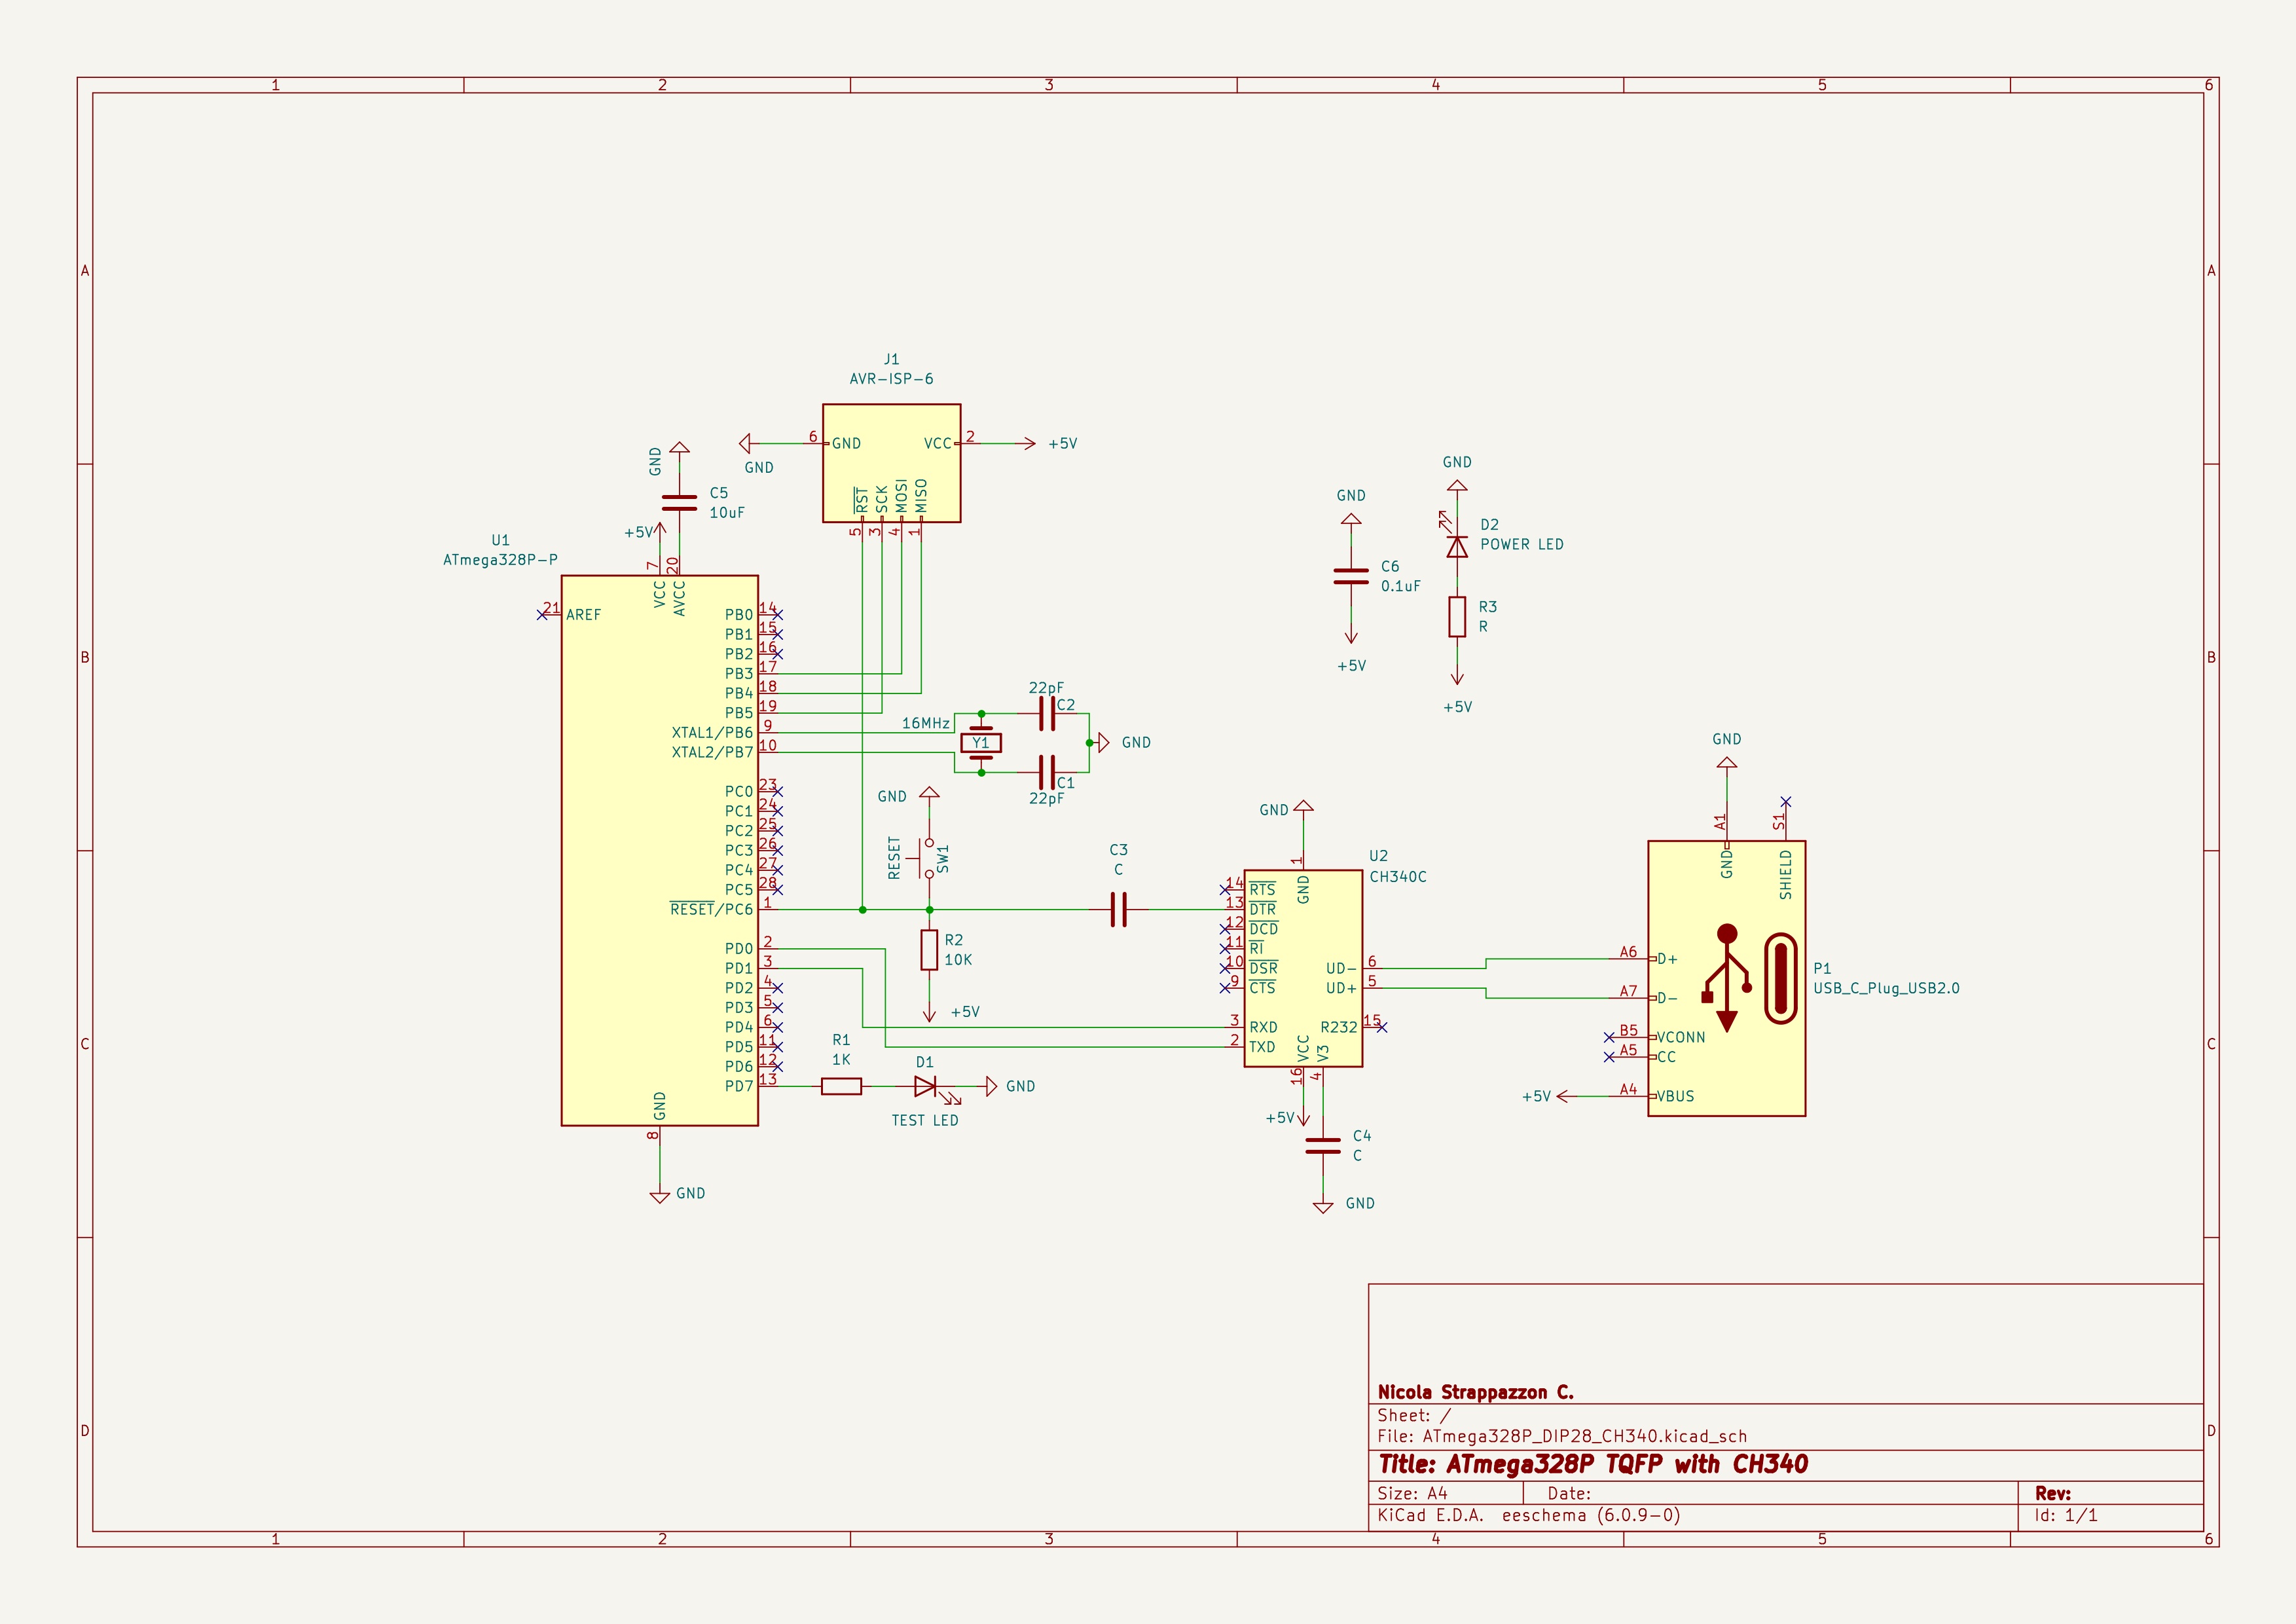 1 2 3 4 5 6
A A
J1
AVR-ISP-6
6 GND VCC 2 +5V
GND
RST SCK MOSI MISO
5 3 4 1
GND
C5
10uF
+5V
U1
ATmega328P-P
7 20
VCC AVCC
21 AREF
PB0 14
PB1 15
PB2 16
PB3 17
PB4 18
PB5 19
XTAL1/PB6 9
XTAL2/PB7 10
PC0 23
PC1 24
PC2 25
PC3 26
PC4 27
PC5 28
RESET/PC6 1
PD0 2
PD1 3
PD2 4
PD3 5
PD4 6
PD5 11
PD6 12
PD7 13
GND
8
GND
22pF
C2
16MHz
Y1
GND
C1
22pF
GND
RESET
SW1
R2
10K
+5V
R1
1K
D1
GND
TEST LED
C3
C
GND
C6
0.1uF
+5V
GND
D2
POWER LED
R3
R
+5V
B B
GND
U2
CH340C
1
GND
14 RTS
13 DTR
12 DCD
11 RI
10 DSR
9 CTS
3 RXD
2 TXD
UD- 6
UD+ 5
R232 15
VCC V3
16 4
+5V
C4
C
GND
GND
A1 S1
GND SHIELD
A6 D+
A7 D-
B5 VCONN
A5 CC
+5V A4 VBUS
P1
USB_C_Plug_USB2.0
C C
D D
Nicola Strappazzon C.
Sheet: /
File: ATmega328P_DIP28_CH340.kicad_sch
Title: ATmega328P TQFP with CH340
Size: A4 Date: Rev:
KiCad E.D.A. eeschema (6.0.9-0) Id: 1/1
1 2 3 4 5 6